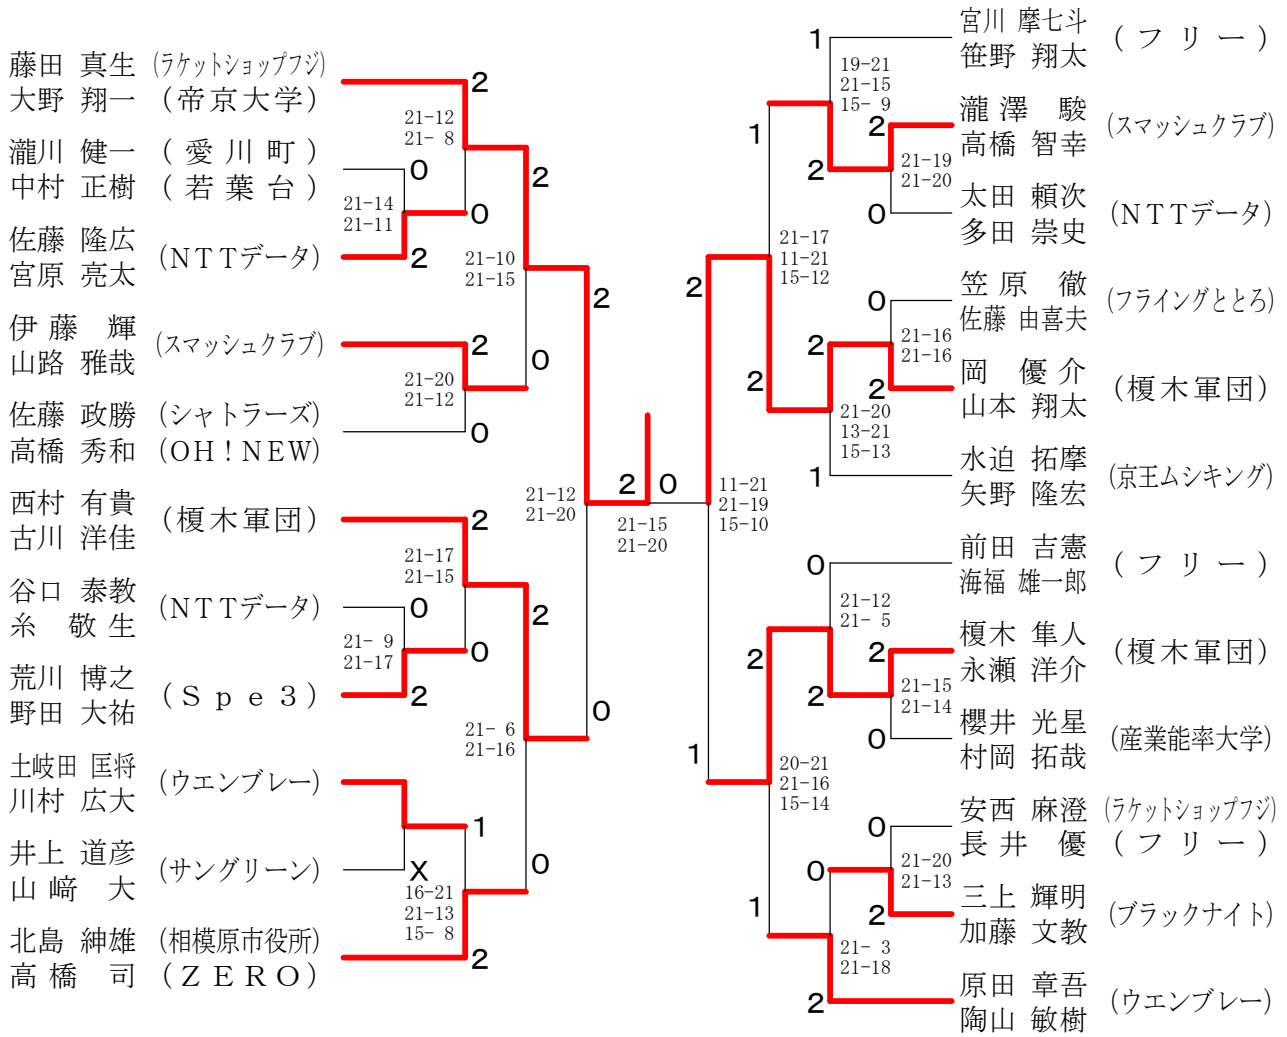 藤田 真生 (ラケットショップフジ)
大野 翔一 (帝京大学)
瀧川 健一 (愛川町)
中村 正樹 (若葉台)
佐藤 隆広
宮原 亮太
(NTTデータ)
伊藤 輝
山路 雅哉
(スマッシュクラブ)
佐藤 政勝 (シャトラーズ)
高橋 秀和 (OH!NEW)
西村 有貴
古川 洋佳
(榎木軍団)
谷口 泰教
糸 敬生
(NTTデータ)
荒川 博之
野田 大祐
(Spe3)
土岐田 匡将
川村 広大
(ウエンブレー)
井上 道彦
山﨑 大
(サングリーン)
北島 紳雄 (相模原市役所)
高橋 司 (ZERO)
2
21-12
21- 8
0
21-14
21-11
0
2
2
21-10
21-15
2
21-20
21-12
0
0
2
21-12
21-20
2
21-17
21-15
0
21- 9
21-17
0
2
2
21- 6
21-16
0
1
X
16-21
21-13
15- 8
2
0
2 0
21-15
21-20
宮川 摩七斗
笹野 翔太
(フリー)
瀧澤 駿
高橋 智幸
(スマッシュクラブ)
太田 頼次
多田 崇史
(NTTデータ)
笠原 徹
佐藤 由喜夫
(フライングととろ)
岡 優介
山本 翔太
(榎木軍団)
水迫 拓摩
矢野 隆宏
(京王ムシキング)
前田 吉憲
海福 雄一郎
(フリー)
榎木 隼人
永瀬 洋介
(榎木軍団)
櫻井 光星
村岡 拓哉
(産業能率大学)
安西 麻澄 (ラケットショップフジ)
長井 優 (フリー)
三上 輝明
加藤 文教
(ブラックナイト)
原田 章吾
陶山 敏樹
(ウエンブレー)
1
19-21
21-15
15- 9
2
1
2
21-19
21-20
0
21-17
11-21
15-12
2
0
21-16
21-16
2
2
2
21-20
13-21
15-13
1
11-21
21-19
15-10
0
21-12
21- 5
2
2
2
21-15
21-14
0
1
20-21
21-16
15-14
0
0
21-20
21-13
2
1
21- 3
21-18
2